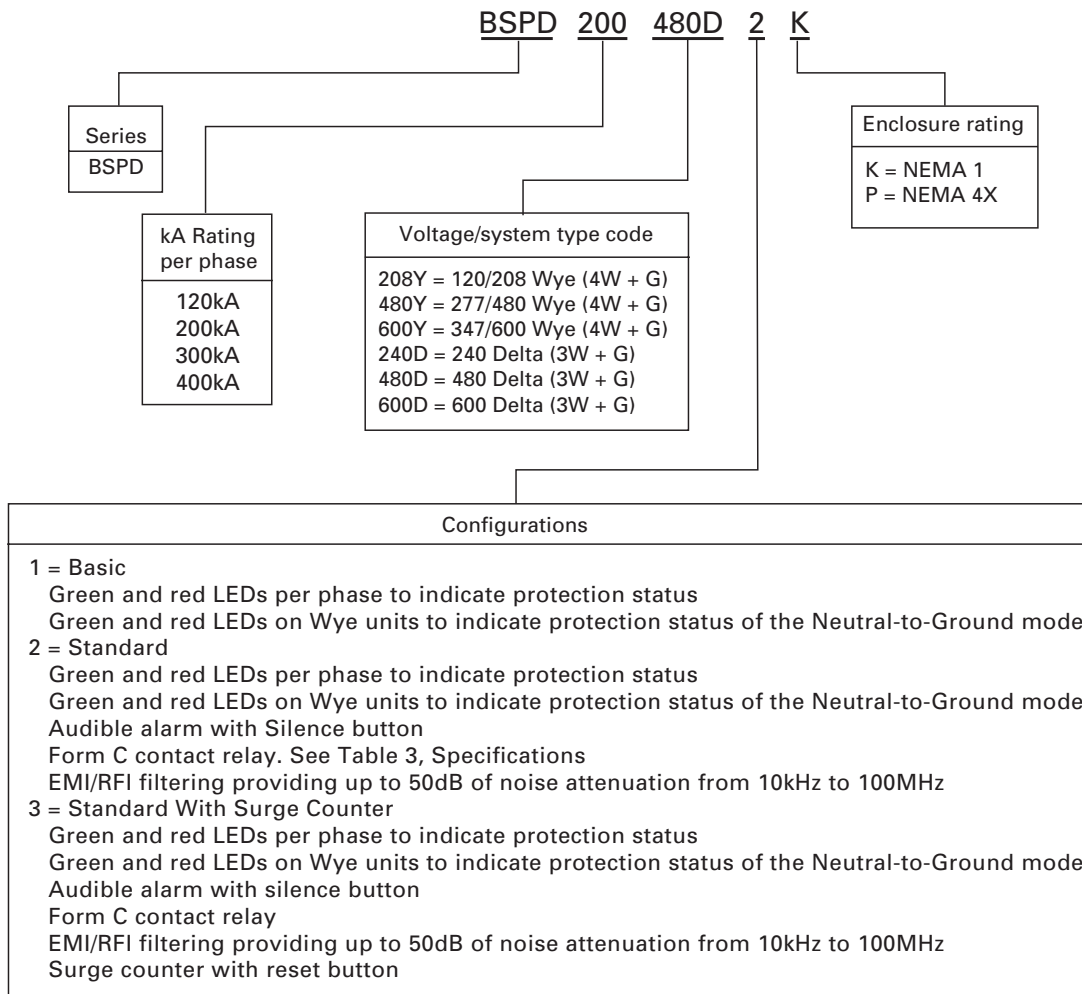 BSPD 200 480D 2 K
Series
BSPD
kA Rating
per phase
120kA
200kA
300kA
400kA
Voltage/system type code
208Y = 120/208 Wye (4W + G)
480Y = 277/480 Wye (4W + G)
600Y = 347/600 Wye (4W + G)
240D = 240 Delta (3W + G)
480D = 480 Delta (3W + G)
600D = 600 Delta (3W + G)
Enclosure rating
K = NEMA 1
P = NEMA 4X
Configurations
1 = Basic
Green and red LEDs per phase to indicate protection status
Green and red LEDs on Wye units to indicate protection status of the Neutral-to-Ground mode
2 = Standard
Green and red LEDs per phase to indicate protection status
Green and red LEDs on Wye units to indicate protection status of the Neutral-to-Ground mode
Audible alarm with Silence button
Form C contact relay. See Table 3, Specifications
EMI/RFI filtering providing up to 50dB of noise attenuation from 10kHz to 100MHz
3 = Standard With Surge Counter
Green and red LEDs per phase to indicate protection status
Green and red LEDs on Wye units to indicate protection status of the Neutral-to-Ground mode
Audible alarm with silence button
Form C contact relay
EMI/RFI filtering providing up to 50dB of noise attenuation from 10kHz to 100MHz
Surge counter with reset button